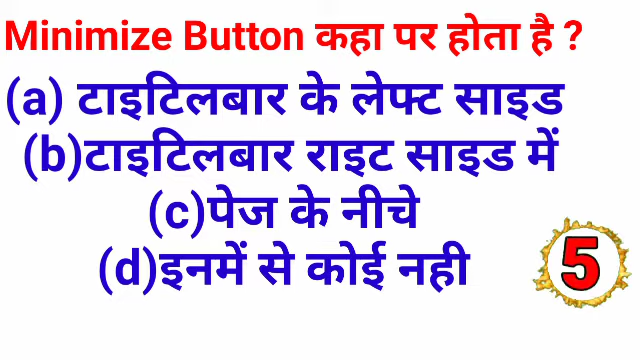 Minimize Button कहा पर होता है ?
(a) टाइटिलबार के लेफ्ट साइड
(b)टाइटिलबार राइट साइड में
(c)पेज के नीचे
(d)इनमें से कोई नही
5